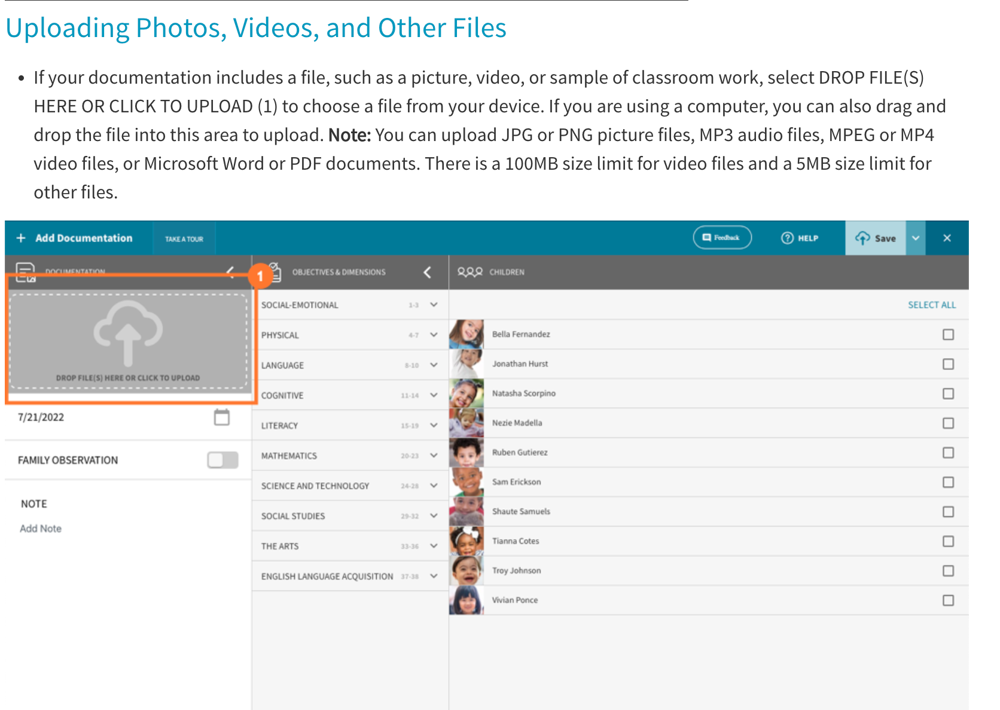 Uploading Photos, Videos, and Other Files
• If your documentation includes a file, such as a picture, video, or sample of classroom work, select DROP FILE(S)
HERE OR CLICK TO UPLOAD (1) to choose a file from your device. If you are using a computer, you can also drag and
drop the file into this area to upload. Note: You can upload JPG or PNG picture files, MP3 audio files, MPEG or MP4
video files, or Microsoft Word or PDF documents. There is a 100MB size limit for video files and a 5MB size limit for
other files.
+ Add Documentation TAKE A TOUR Feedback HELP Save
DOCUMENTATION
1
OBJECTIVES & DIMENSIONS
CHILDREN
DROP FILE(S) HERE OR CLICK TO UPLOAD
7/21/2022
FAMILY OBSERVATION
NOTE
Add Note
SOCIAL-EMOTIONAL 1-3
PHYSICAL 4-7
LANGUAGE 8-10
COGNITIVE 11-14
LITERACY 15-19
MATHEMATICS 20-23
SCIENCE AND TECHNOLOGY 24-28
SOCIAL STUDIES 29-32
THE ARTS 33-36
ENGLISH LANGUAGE ACQUISITION 37-38
SELECT ALL
Bella Fernandez
Jonathan Hurst
Natasha Scorpino
Nezie Madella
Ruben Gutierez
Sam Erickson
Shaute Samuels
Tianna Cotes
Troy Johnson
Vivian Ponce